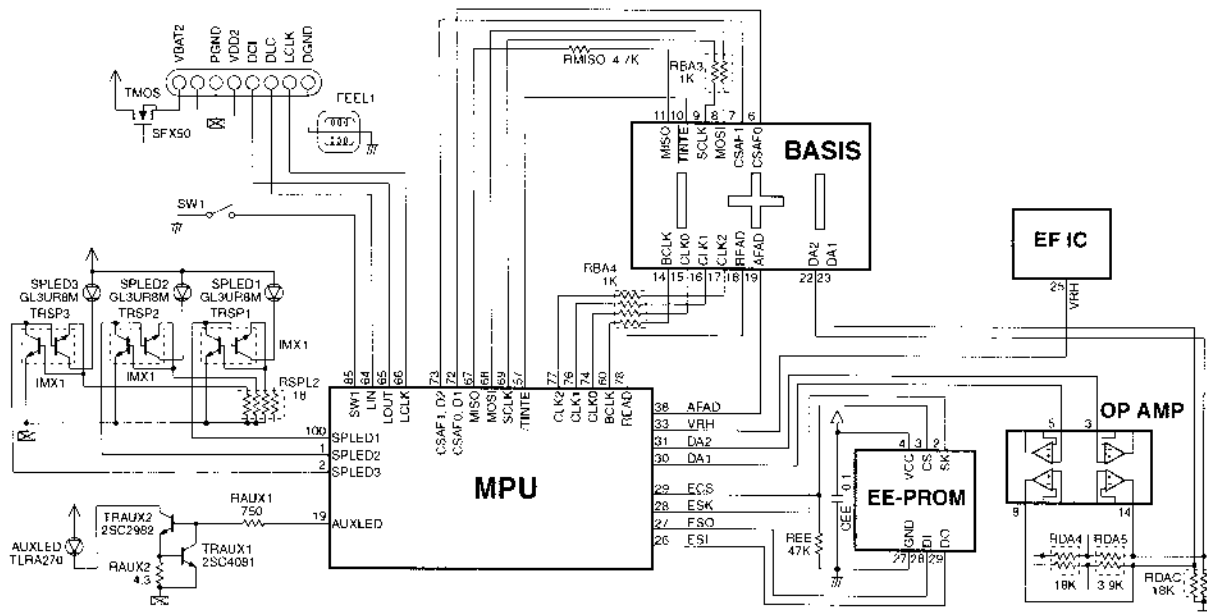 VBAT2
PGND
VDD2
DCI
DLC
LCLK
DGND
TMOS
SFX50
FEEL1
SW1
RMISO 4.7K
RBA3
1K
11 10 9 8 7 6
MISO
TINTE
SCLK
MOSI
CSAF1
CSAF0
BASIS
BCLK
CLK0
CLK1
CLK2
RFAD
AFAD
DA2
DA1
14 15 16 17 18 19
22 23
RBA4
1K
EF IC
25
VRH
SPLED3
GL3UR8M
TRSP3
SPLED2
GL3UR8M
TRSP2
SPLED1
GL3UR8M
TRSP1
IMX1
IMX1
IMX1
RSPL2
18
85 64 65 66
73 72 67 68 69 57
77 76 74 60 78
SW1
LIN
LOUT
LCLK
CSAF1, D2
CSAF0, D1
MISO
MOSI
SCLK
/TINTE
CLK2
CLK1
CLK0
BCLK
READ
100 SPLED1
1 SPLED2
2 SPLED3
19 AUXLED
MPU
AFAD
33 VRH
31 DA2
30 DA1
29 ECS
28 ESK
27 ESO
26 ESI
RAUX1
750
TRAUX2
2SC2982
TRAUX1
2SC4081
AUXLED
TLRA270
RAUX2
4.3
REE
47K
CEE
0.1
4 3 2
VCC
CS
SK
EE-PROM
GND
DI
DO
27 28 29
OP AMP
5 3
14
RDA4
18K
RDA5
3.9K
RDAC
18K